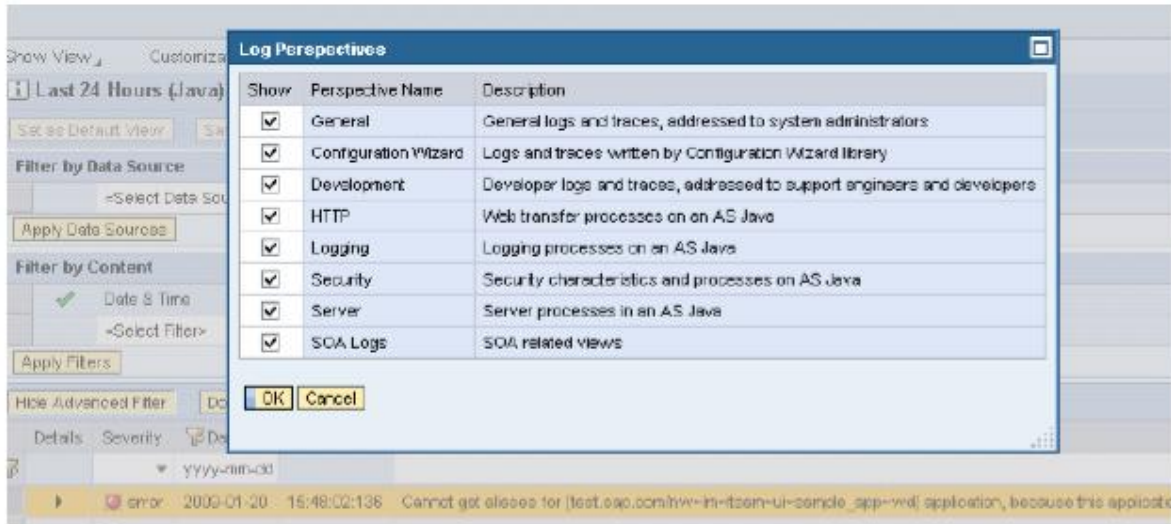 Show View
Customiza
Log Perspectives
Last 24 Hours (Java)
Show Perspective Name Description
Set as Default View
General General logs and traces, addressed to system administrators
Configuration Wizard Logs and traces written by Configuration Wizard library
Filter by Data Source
Development Developer logs and traces, addressed to support engineers and developers
<Select Data Sou
HTTP Web transfer processes on an AS Java
Apply Data Sources
Logging Logging processes on an AS Java
Filter by Content
Security Security characteristics and processes on AS Java
Date & Time
Server Server processes in an AS Java
<Select Filter>
SOA Logs SOA related views
Apply Filters
OK Cancel
Hide Advanced Filter Do
Details Severity Da
yyyy-mm-dd
error 2009-01-20 15:48:02:136 Cannot get aliases for application, because this applicati